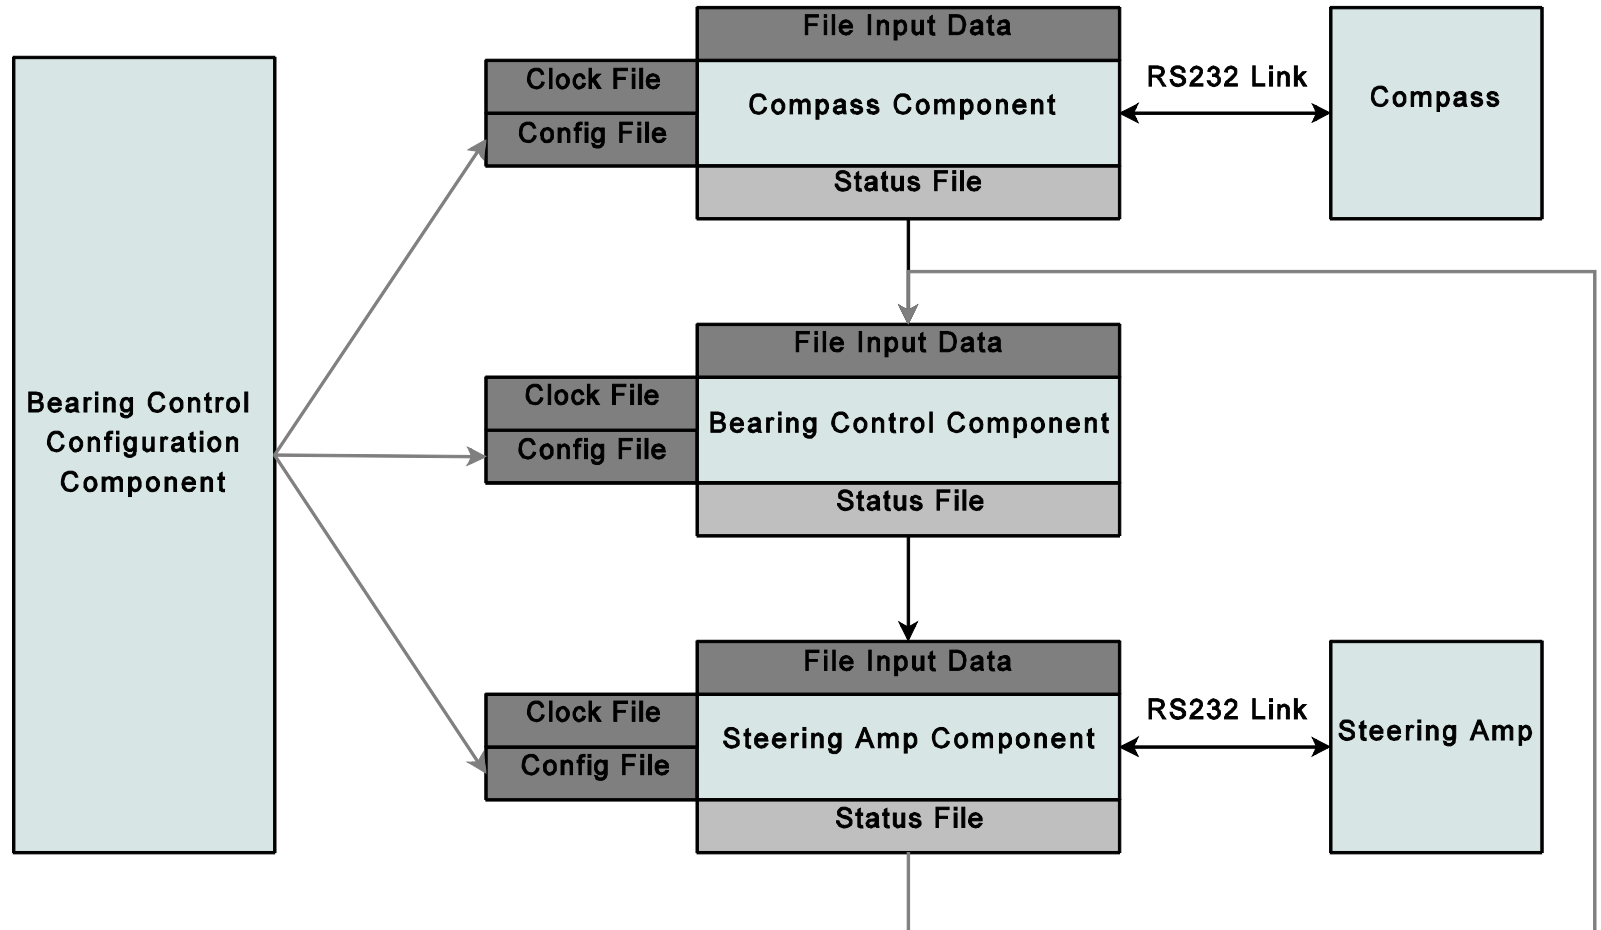 File Input Data
Clock File
Compass Component
Config File
Status File
RS232 Link
Compass
Bearing Control
Configuration
Component
File Input Data
Clock File
Bearing Control Component
Config File
Status File
File Input Data
Clock File
Steering Amp Component
Config File
Status File
RS232 Link
Steering Amp